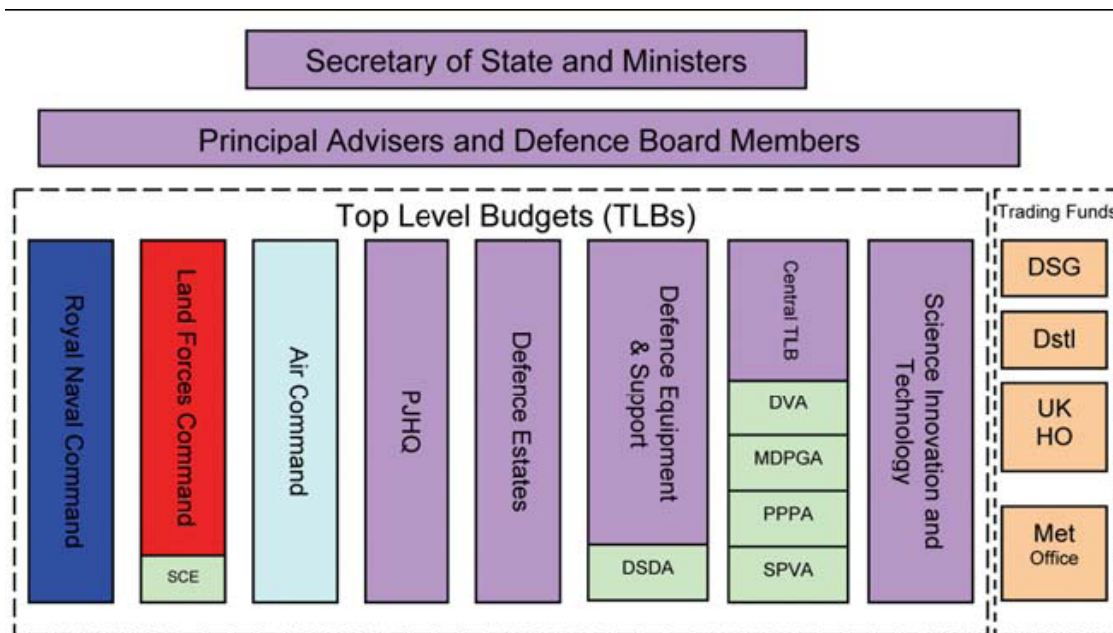 Secretary of State and Ministers
Principal Advisers and Defence Board Members
Top Level Budgets (TLBs)
Royal Naval Command
Land Forces Command
SCE
Air Command
PJHQ
Defence Estates
Defence Equipment
& Support
DSDA
Central TLB
DVA
MDPGA
PPPA
SPVA
Science Innovation and
Technology
Trading Funds
DSG
Dstl
UK
HO
Met
Office